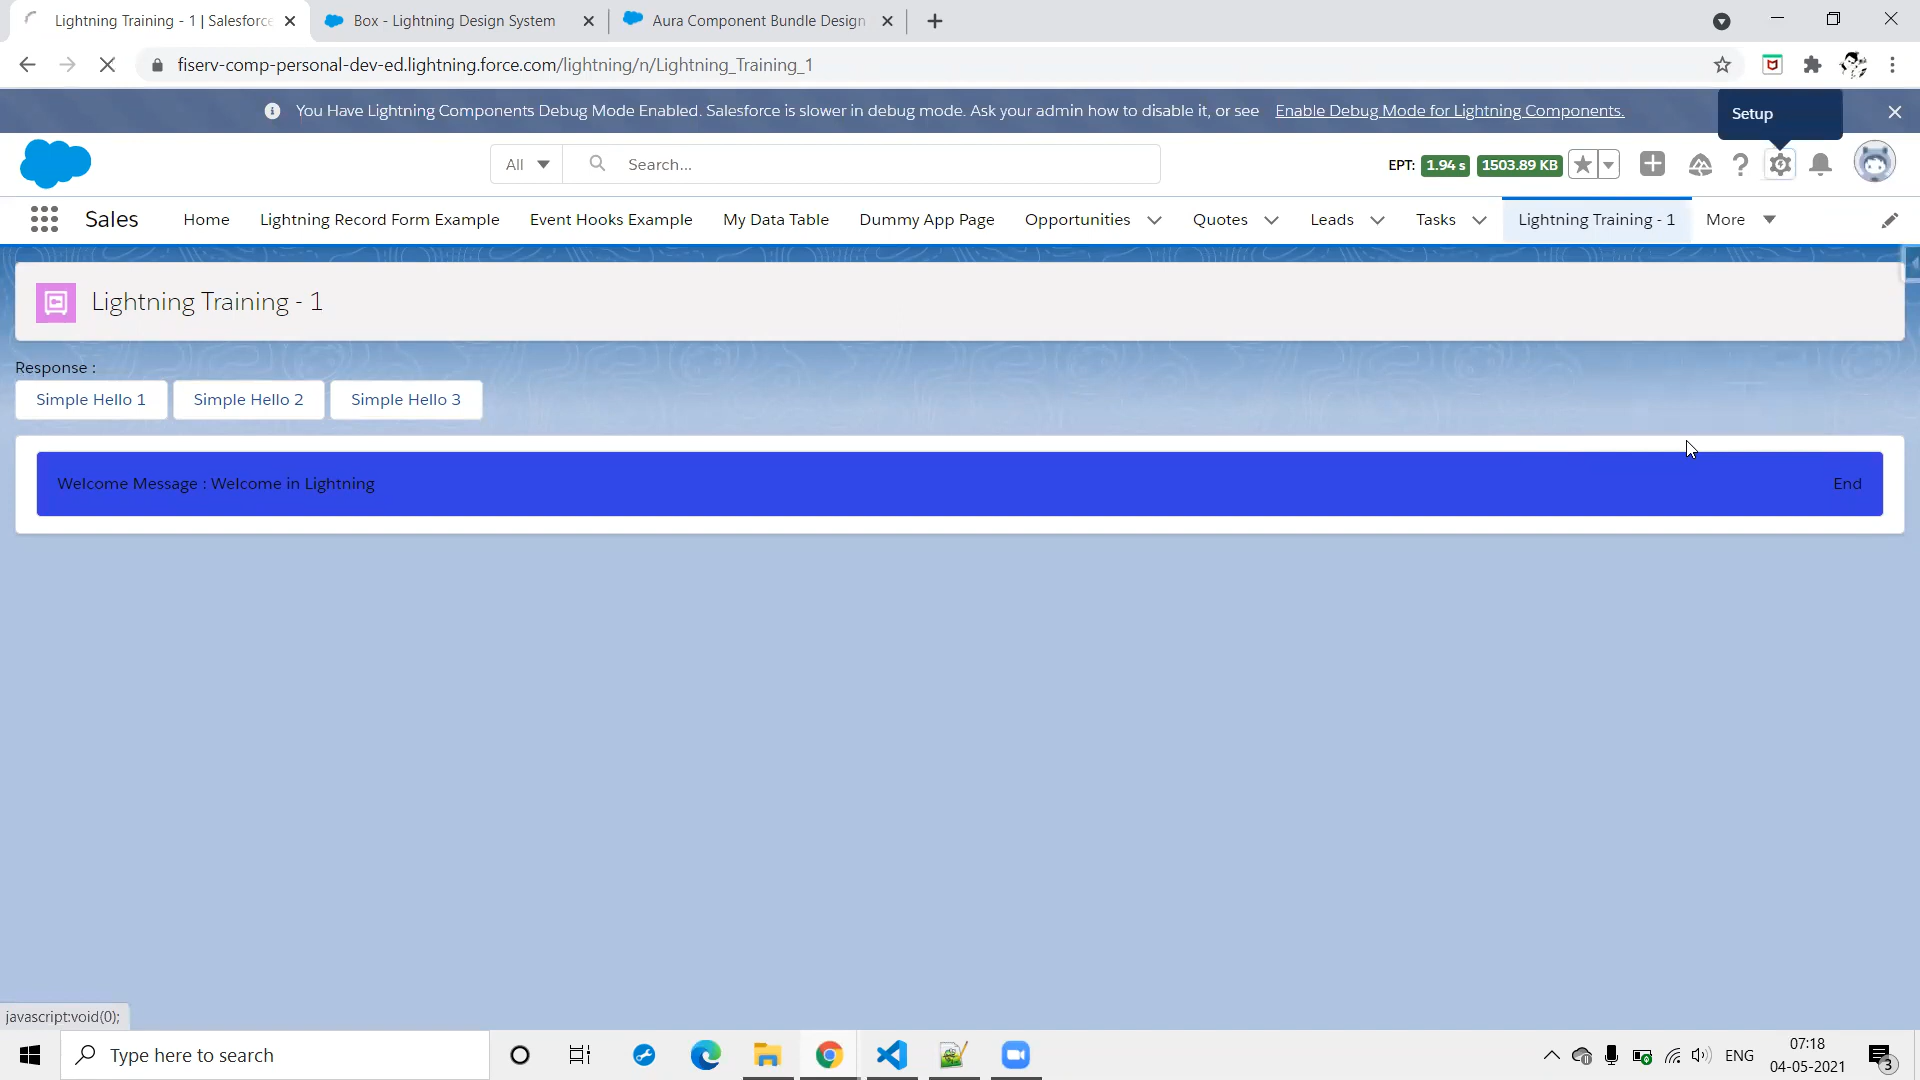 Lightning Training - 1 | Salesforce
Box - Lightning Design System
Aura Component Bundle Design
fiserv-comp-personal-dev-ed.lightning.force.com/lightning/n/Lightning_Training_1
You Have Lightning Components Debug Mode Enabled. Salesforce is slower in debug mode. Ask your admin how to disable it, or see Enable Debug Mode for Lightning Components.
Setup
All
Search...
EPT: 1.94 s 1503.89 KB
Sales Home Lightning Record Form Example Event Hooks Example My Data Table Dummy App Page Opportunities Quotes Leads Tasks Lightning Training - 1 More
Lightning Training - 1
Response :
Simple Hello 1 Simple Hello 2 Simple Hello 3
Welcome Message : Welcome in Lightning End
javascript:void(0);
Type here to search
ENG
07:18
04-05-2021
3